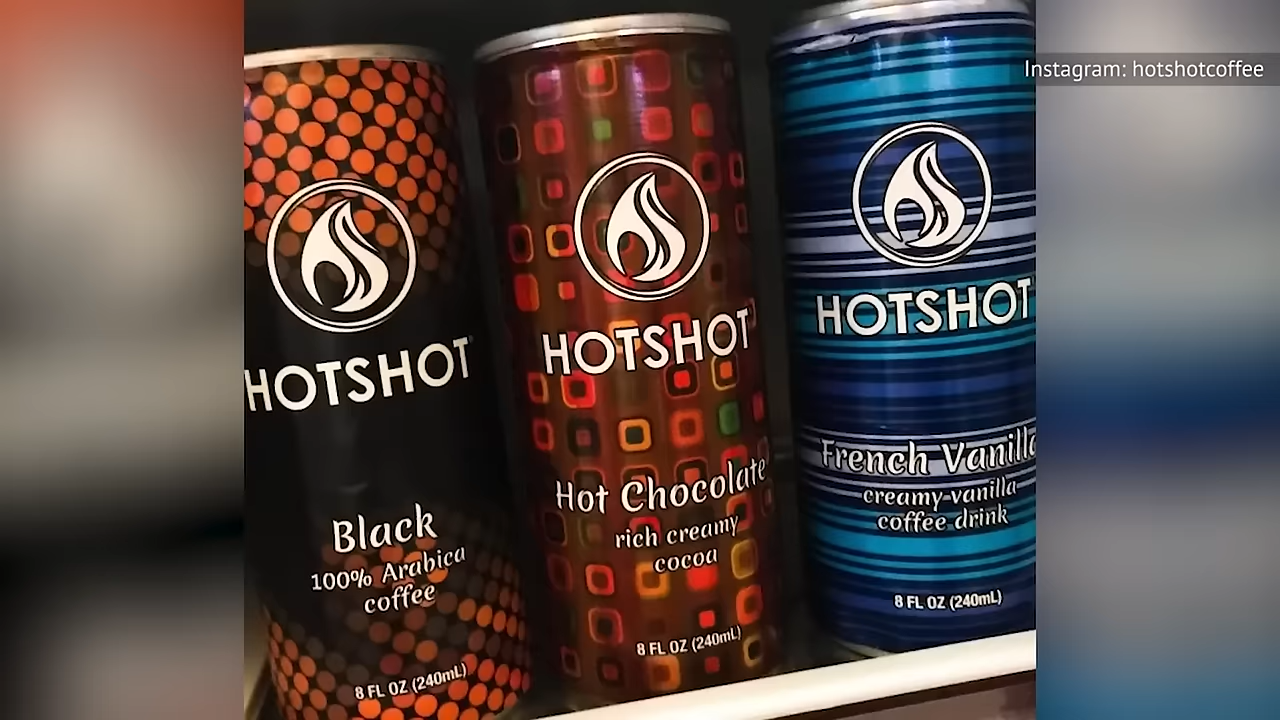 Instagram: hotshotcoffee
HOTSHOT
Black
100% Arabica
coffee
8 FL OZ (240mL)
HOTSHOT
Hot Chocolate
rich creamy
cocoa
8 FL OZ (240mL)
HOTSHOT
French Vanilla
creamy vanilla
coffee drink
8 FL OZ (240mL)